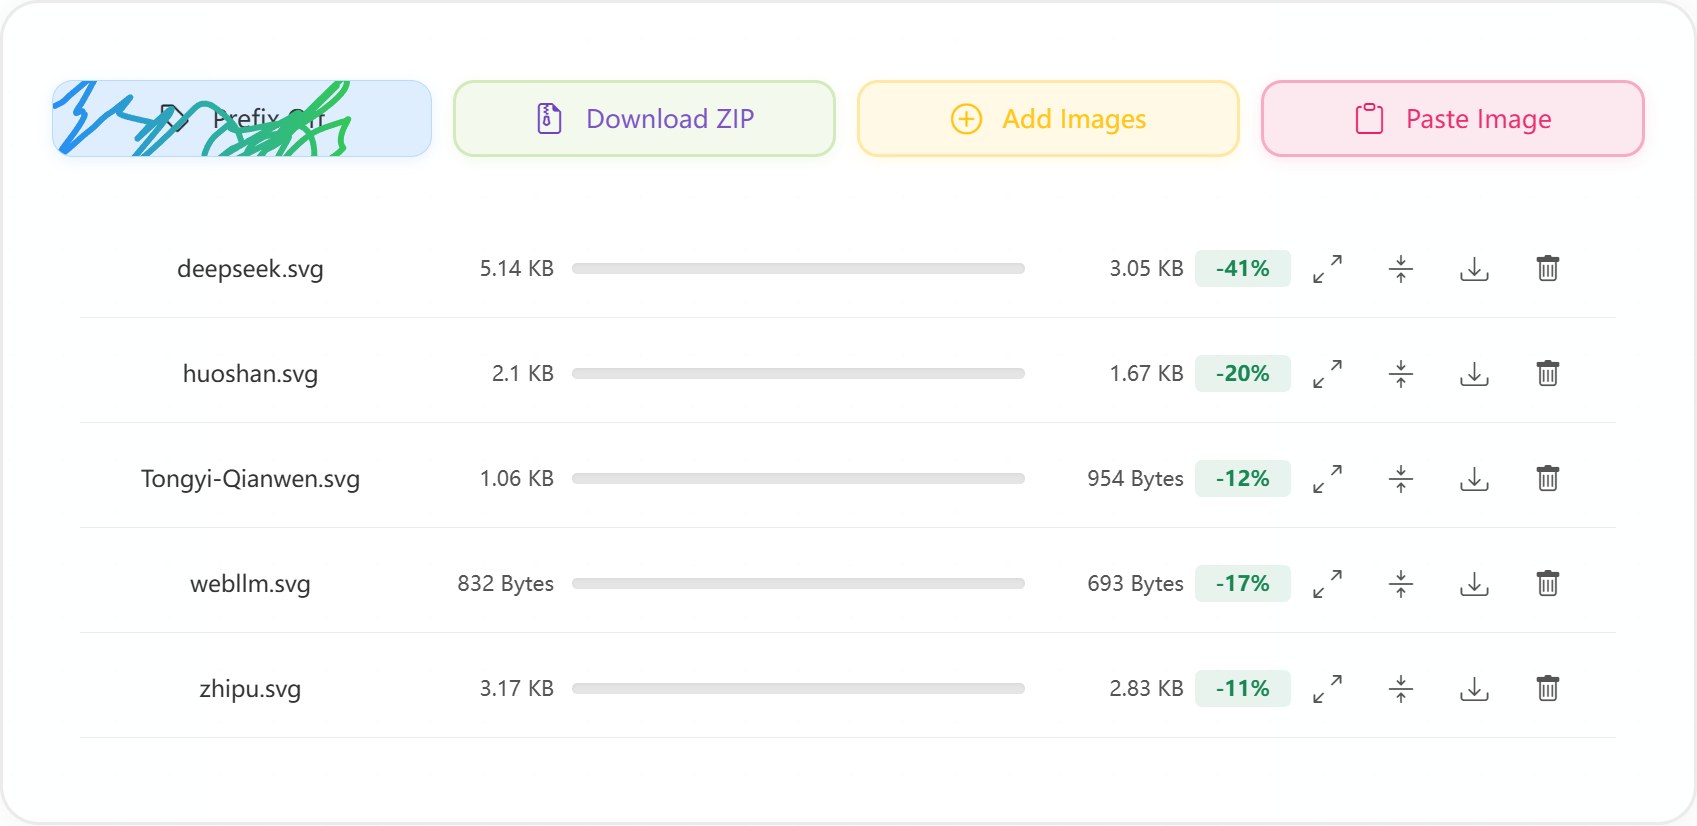 Prefix Off
Download ZIP
Add Images
Paste Image
deepseek.svg 5.14 KB 3.05 KB -41%
huoshan.svg 2.1 KB 1.67 KB -20%
Tongyi-Qianwen.svg 1.06 KB 954 Bytes -12%
webllm.svg 832 Bytes 693 Bytes -17%
zhipu.svg 3.17 KB 2.83 KB -11%